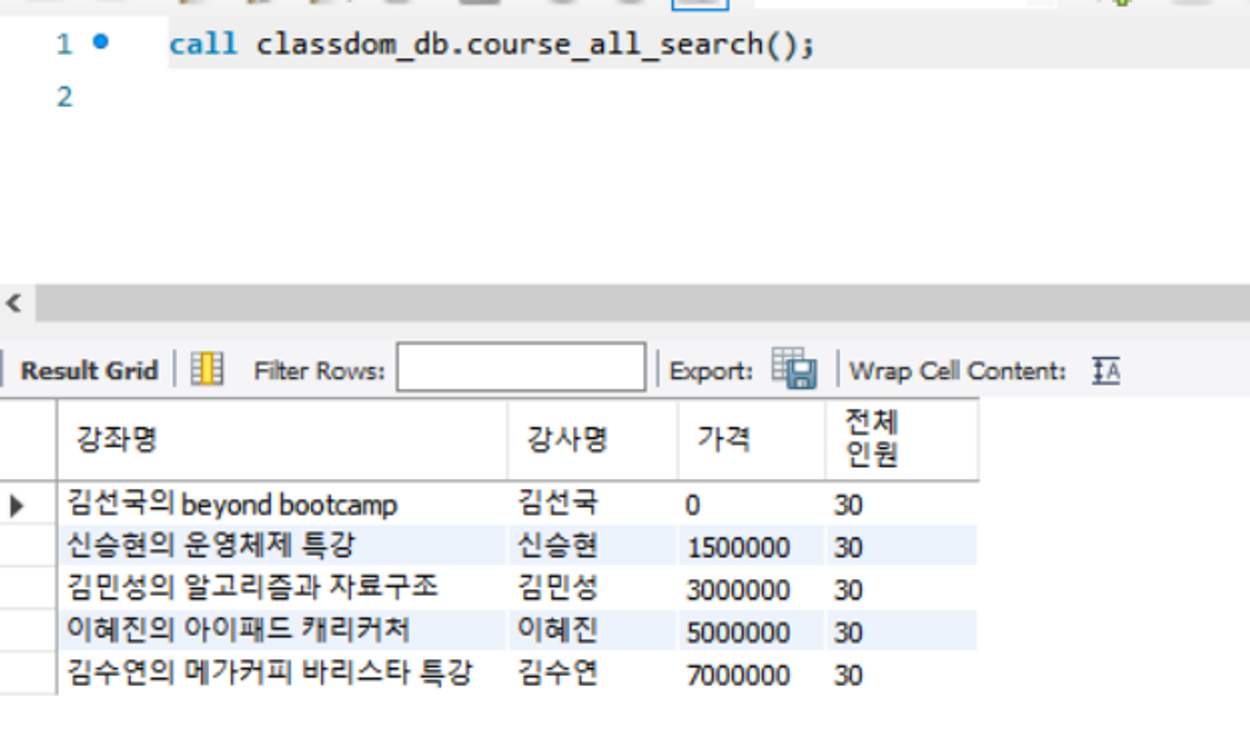 1 call classdom_db.course_all_search();
2
Result Grid Filter Rows: Export: Wrap Cell Content:
강좌명 강사명 가격 전체
인원
김선국의 beyond bootcamp 김선국 0 30
신승현의 운영체제 특강 신승현 1500000 30
김민성의 알고리즘과 자료구조 김민성 3000000 30
이혜진의 아이패드 캐리커처 이혜진 5000000 30
김수연의 메가커피 바리스타 특강 김수연 7000000 30